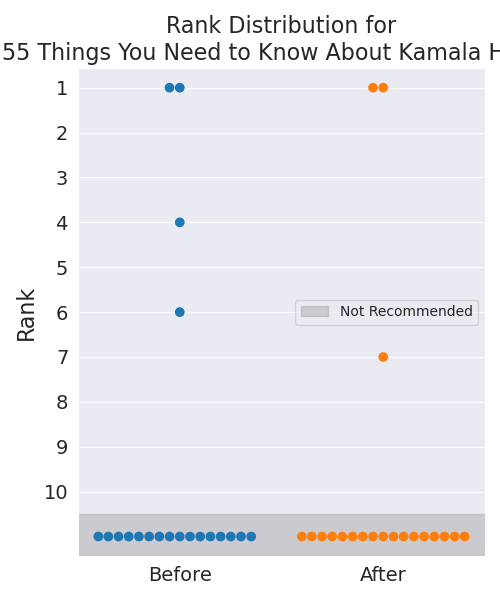 Rank Distribution for
55 Things You Need to Know About Kamala H
1
2
3
4
5
6
7
8
9
10
Rank
Not Recommended
Before
After